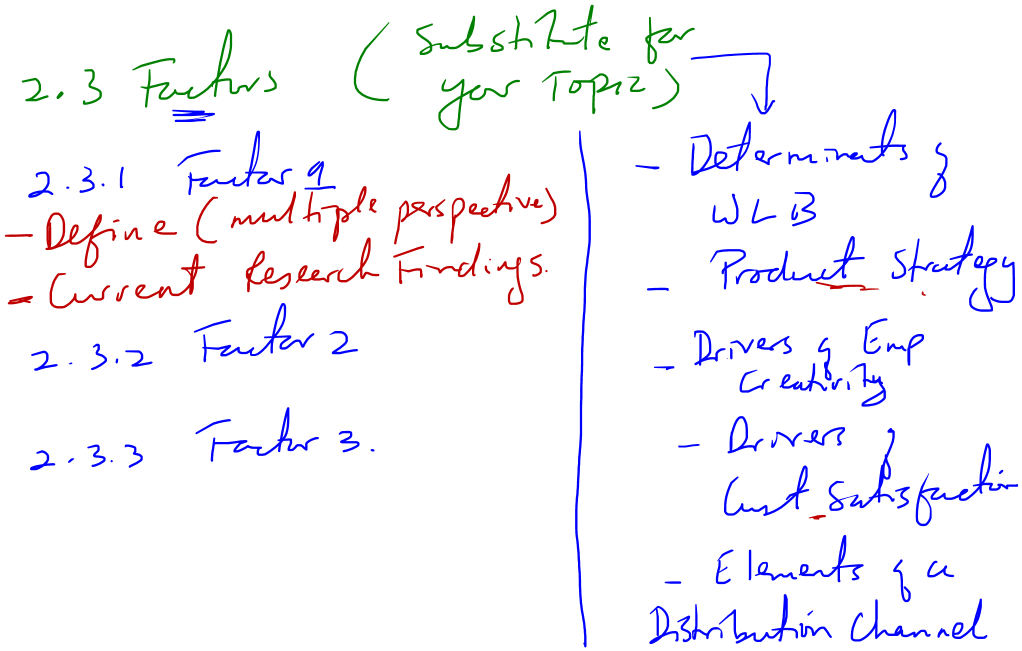 2.3 Factors (Substitute for
your Topic)
2.3.1 Factor 1
- Define (multiple perspective)
- Current Research Findings.
2.3.2 Factor 2
2.3.3 Factor 3.
- Determinants of
WLB
- Product Strategy
- Drivers of Emp
Creativity
- Drivers of
Cust Satisfaction
- Elements of a
Distribution Channel